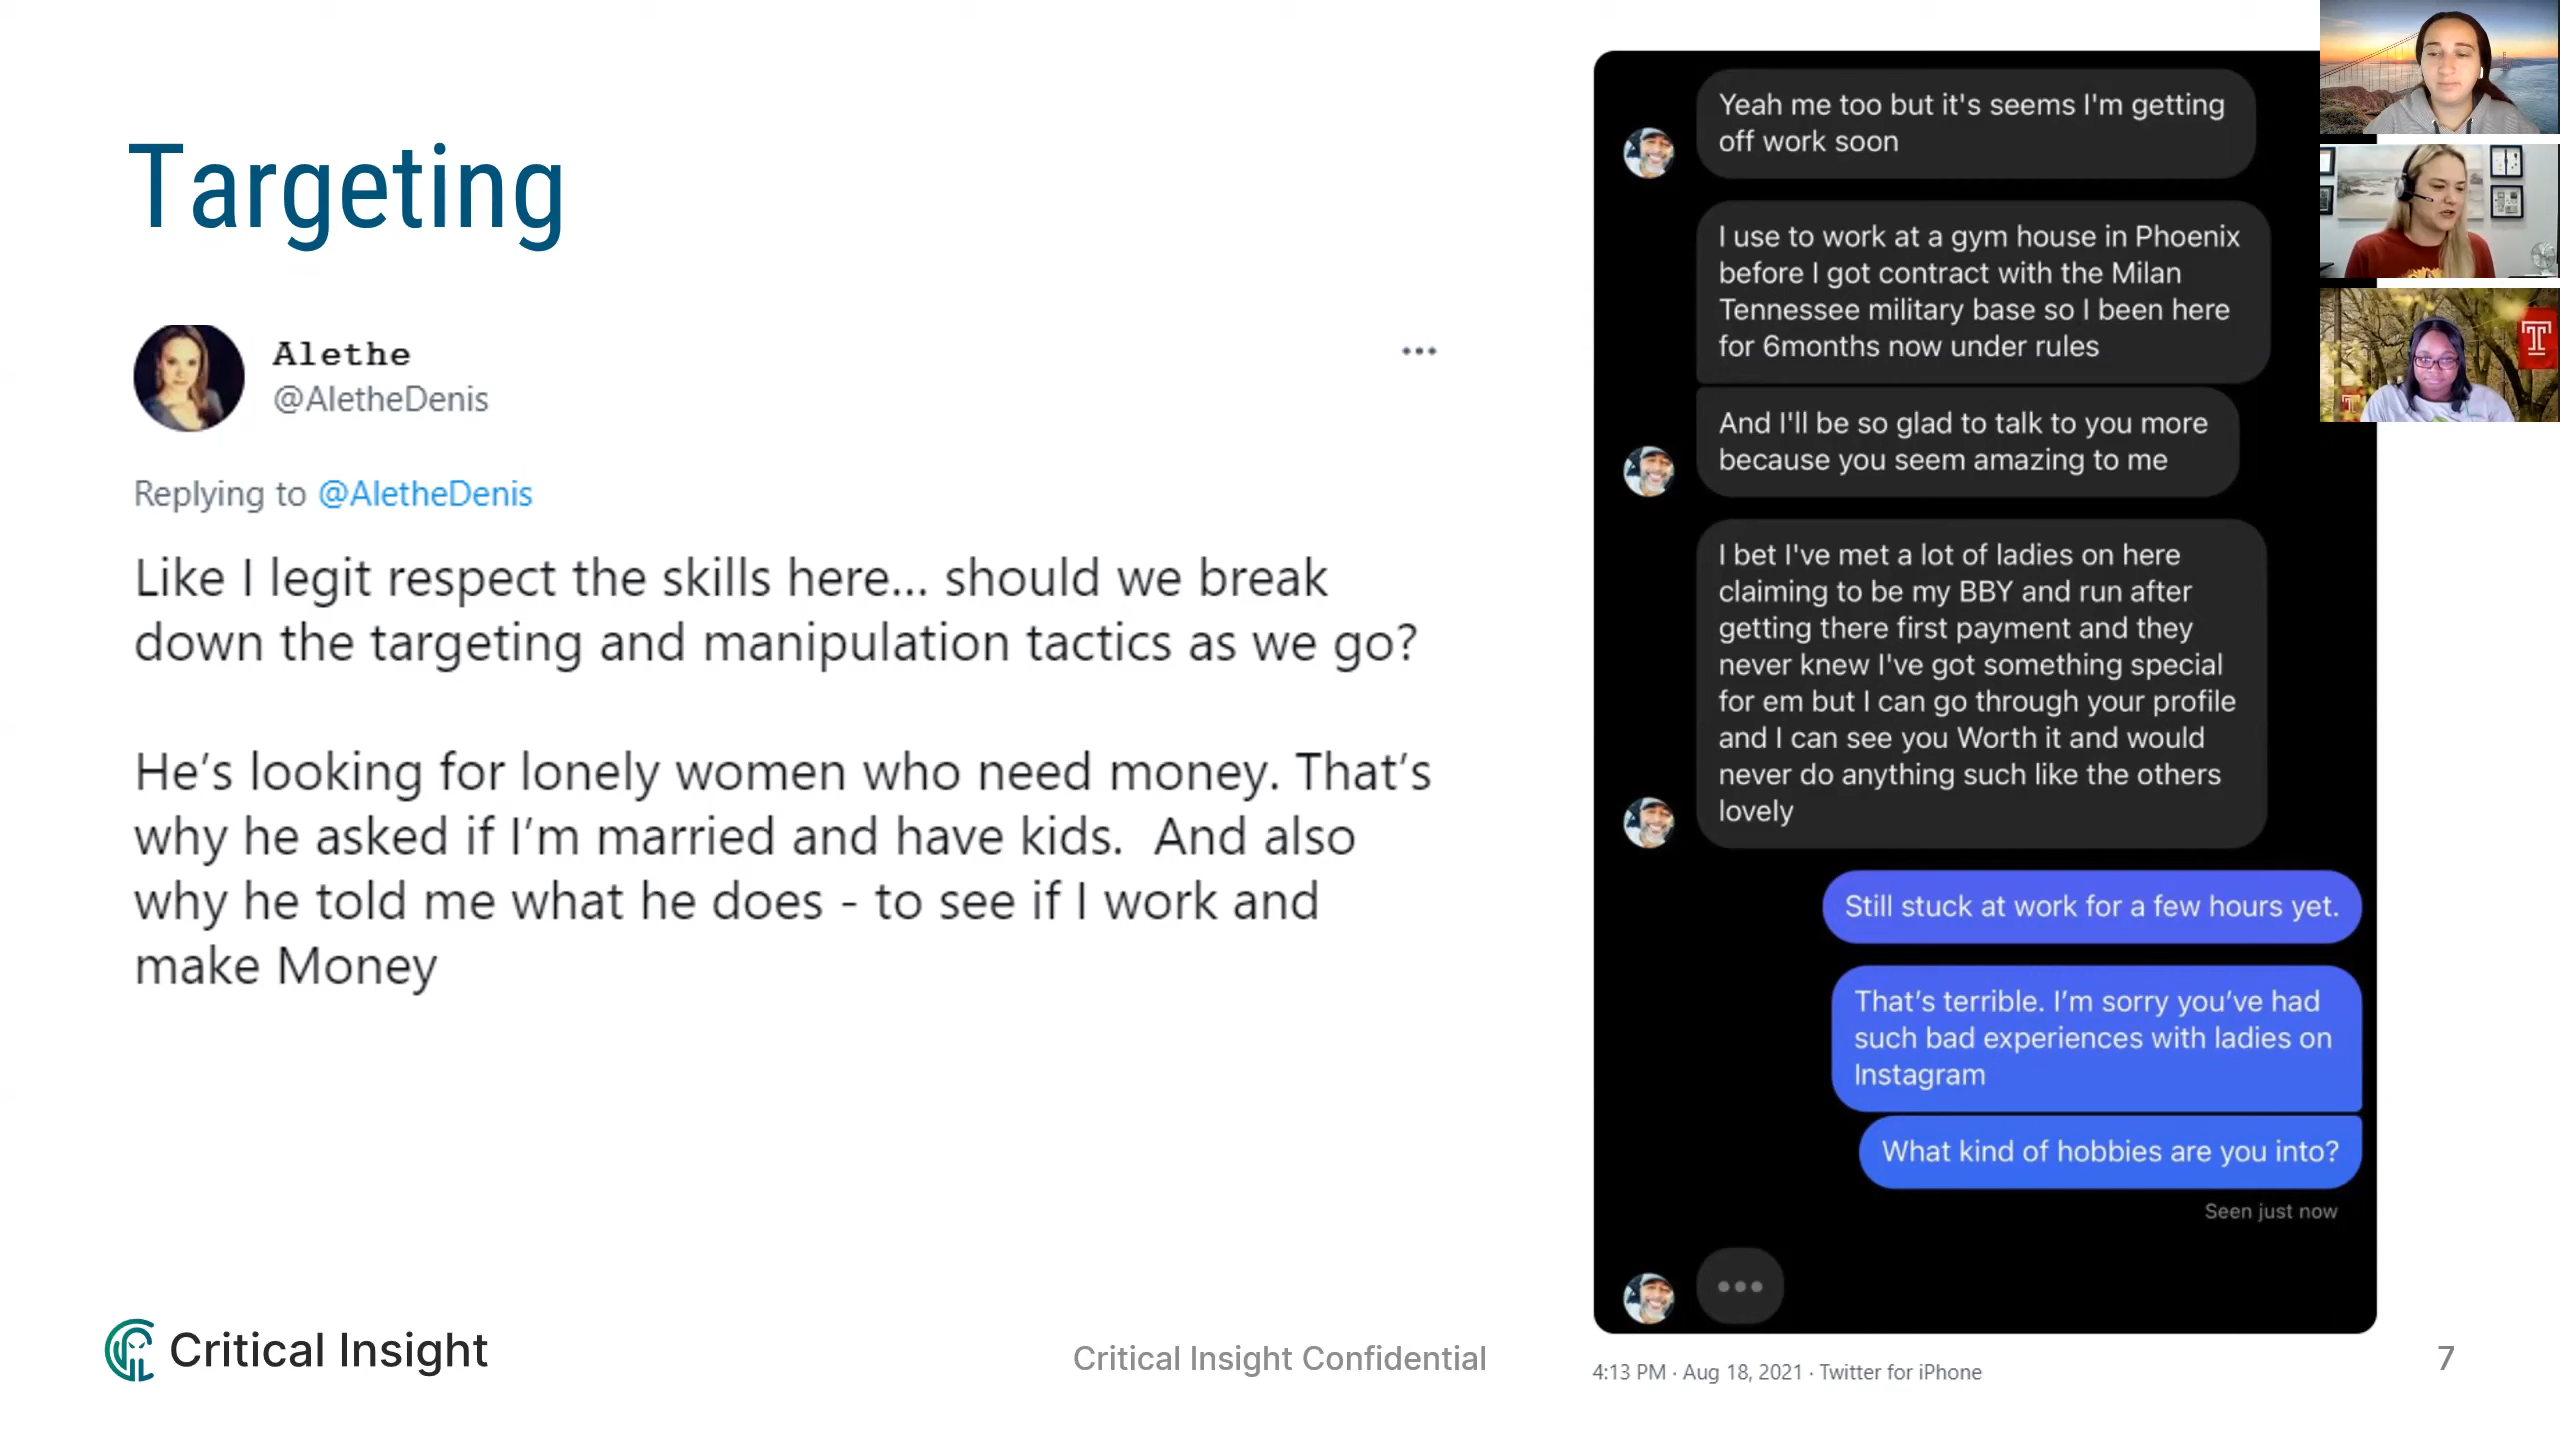 Targeting
Alethe
@AletheDenis
Replying to @AletheDenis
Like I legit respect the skills here... should we break
down the targeting and manipulation tactics as we go?
He's looking for lonely women who need money. That's
why he asked if I'm married and have kids.  And also
why he told me what he does - to see if I work and
make Money
Yeah me too but it's seems I'm getting
off work soon
I use to work at a gym house in Phoenix
before I got contract with the Milan
Tennessee military base so I been here
for 6months now under rules
And I'll be so glad to talk to you more
because you seem amazing to me
I bet I've met a lot of ladies on here
claiming to be my BBY and run after
getting there first payment and they
never knew I've got something special
for em but I can go through your profile
and I can see you Worth it and would
never do anything such like the others
lovely
Still stuck at work for a few hours yet.
That's terrible. I'm sorry you've had
such bad experiences with ladies on
Instagram
What kind of hobbies are you into?
Seen just now
4:13 PM · Aug 18, 2021 · Twitter for iPhone
Critical Insight
Critical Insight Confidential
7